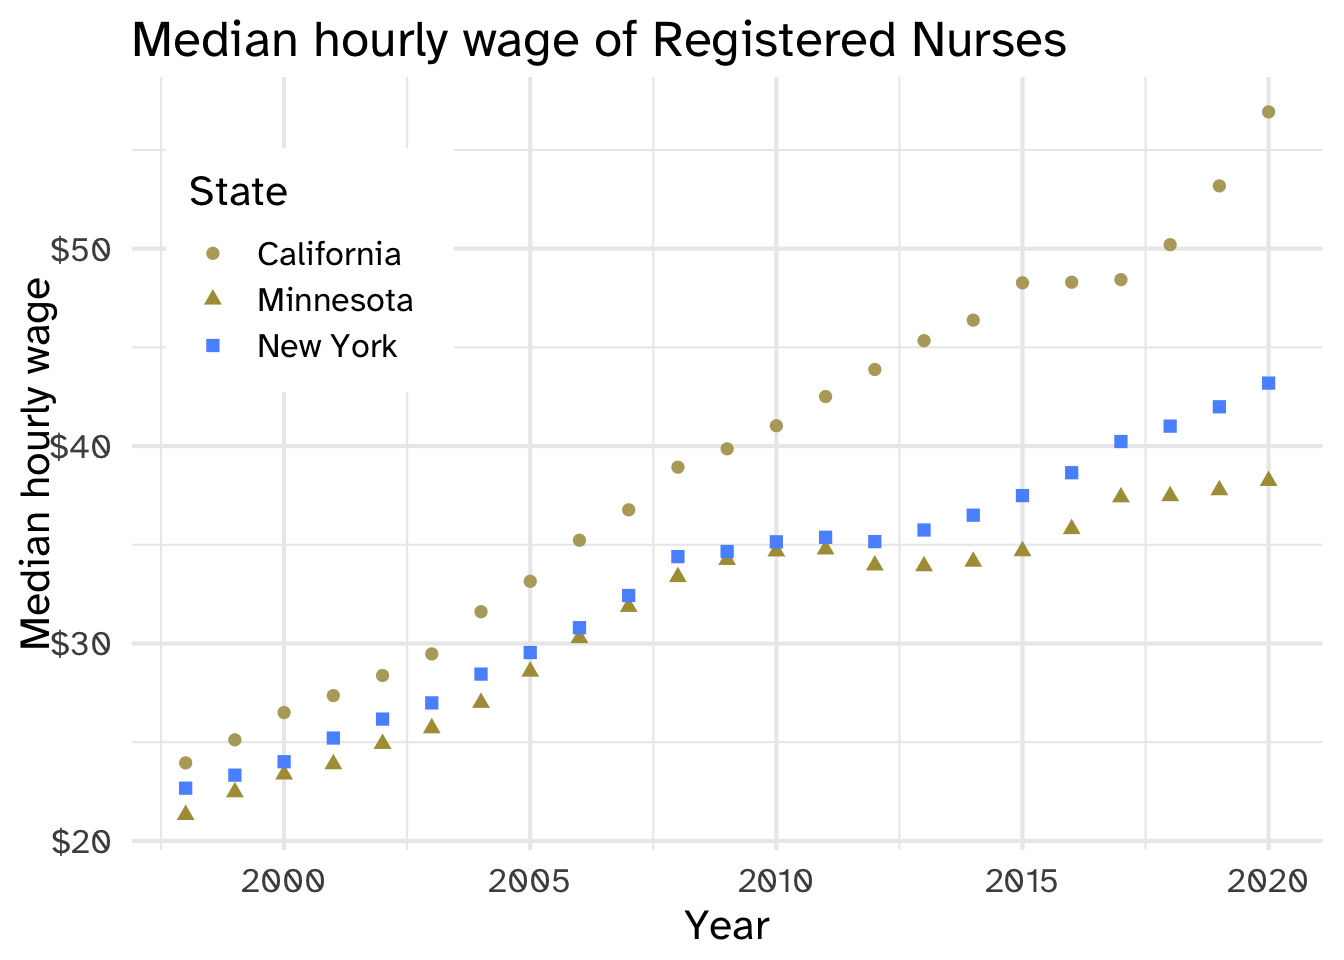 Median hourly wage of Registered Nurses
State
California
Minnesota
New York
$50
$40
$30
$20
Median hourly wage
2000 2005 2010 2015 2020
Year